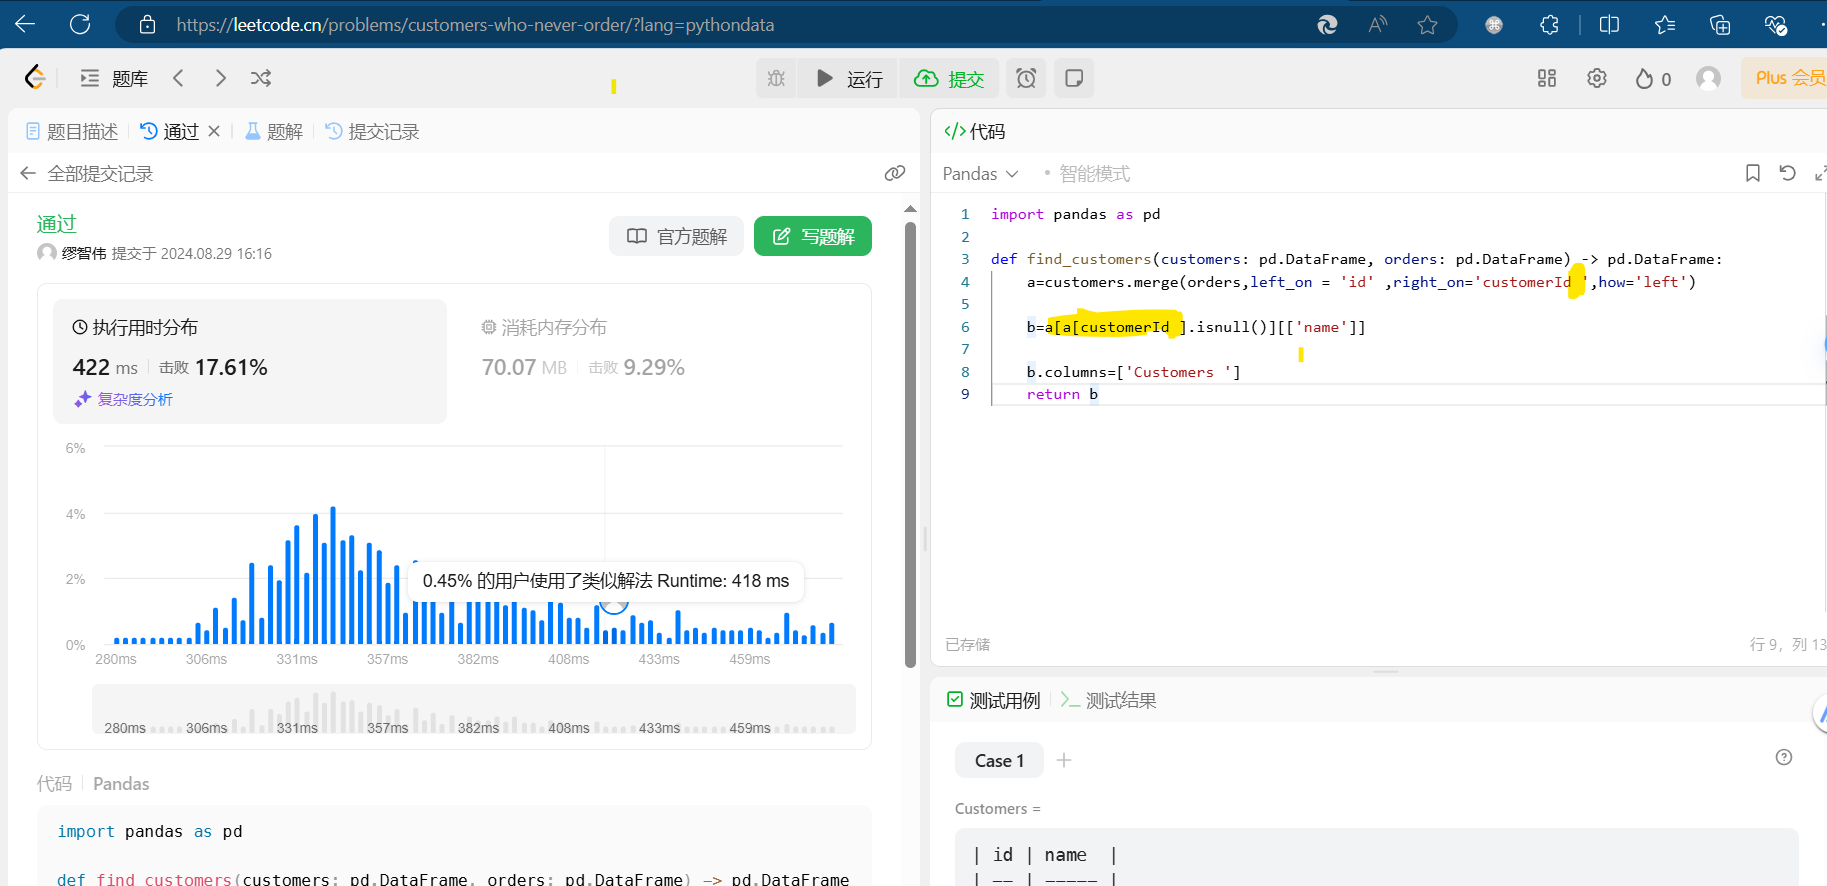 https://leetcode.cn/problems/customers-who-never-order/?lang=pythondata
题库
运行
提交
0
Plus 会员
题目描述
通过
题解
提交记录
全部提交记录
通过
缪智伟 提交于 2024.08.29 16:16
官方题解
写题解
执行用时分布
422 ms 击败 17.61%
复杂度分析
消耗内存分布
70.07 MB 击败 9.29%
6%
4%
2%
0%
0.45% 的用户使用了类似解法 Runtime: 418 ms
280ms 306ms 331ms 357ms 382ms 408ms 433ms 459ms
280ms 306ms 331ms 357ms 382ms 408ms 433ms 459ms
代码 Pandas
import pandas as pd
def find_customers(customers: pd.DataFrame, orders: pd.DataFrame) -> pd.DataFrame
</> 代码
Pandas
• 智能模式
1 import pandas as pd
2
3 def find_customers(customers: pd.DataFrame, orders: pd.DataFrame) -> pd.DataFrame:
4 a=customers.merge(orders,left_on = 'id' ,right_on='customerId ',how='left')
5
6 b=a[a[customerId ].isnull()][['name']]
7
8 b.columns=['Customers ']
9 return b
已存储
行 9, 列 13
测试用例
测试结果
Case 1
Customers =
| id | name |
| -- | ----- |